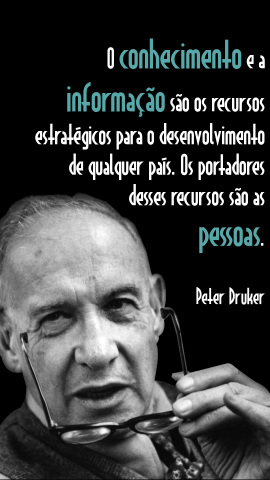 O conhecimento e a
informação são os recursos
estratégicos para o desenvolvimento
de qualquer país. Os portadores
desses recursos são as
pessoas.
Peter Druker